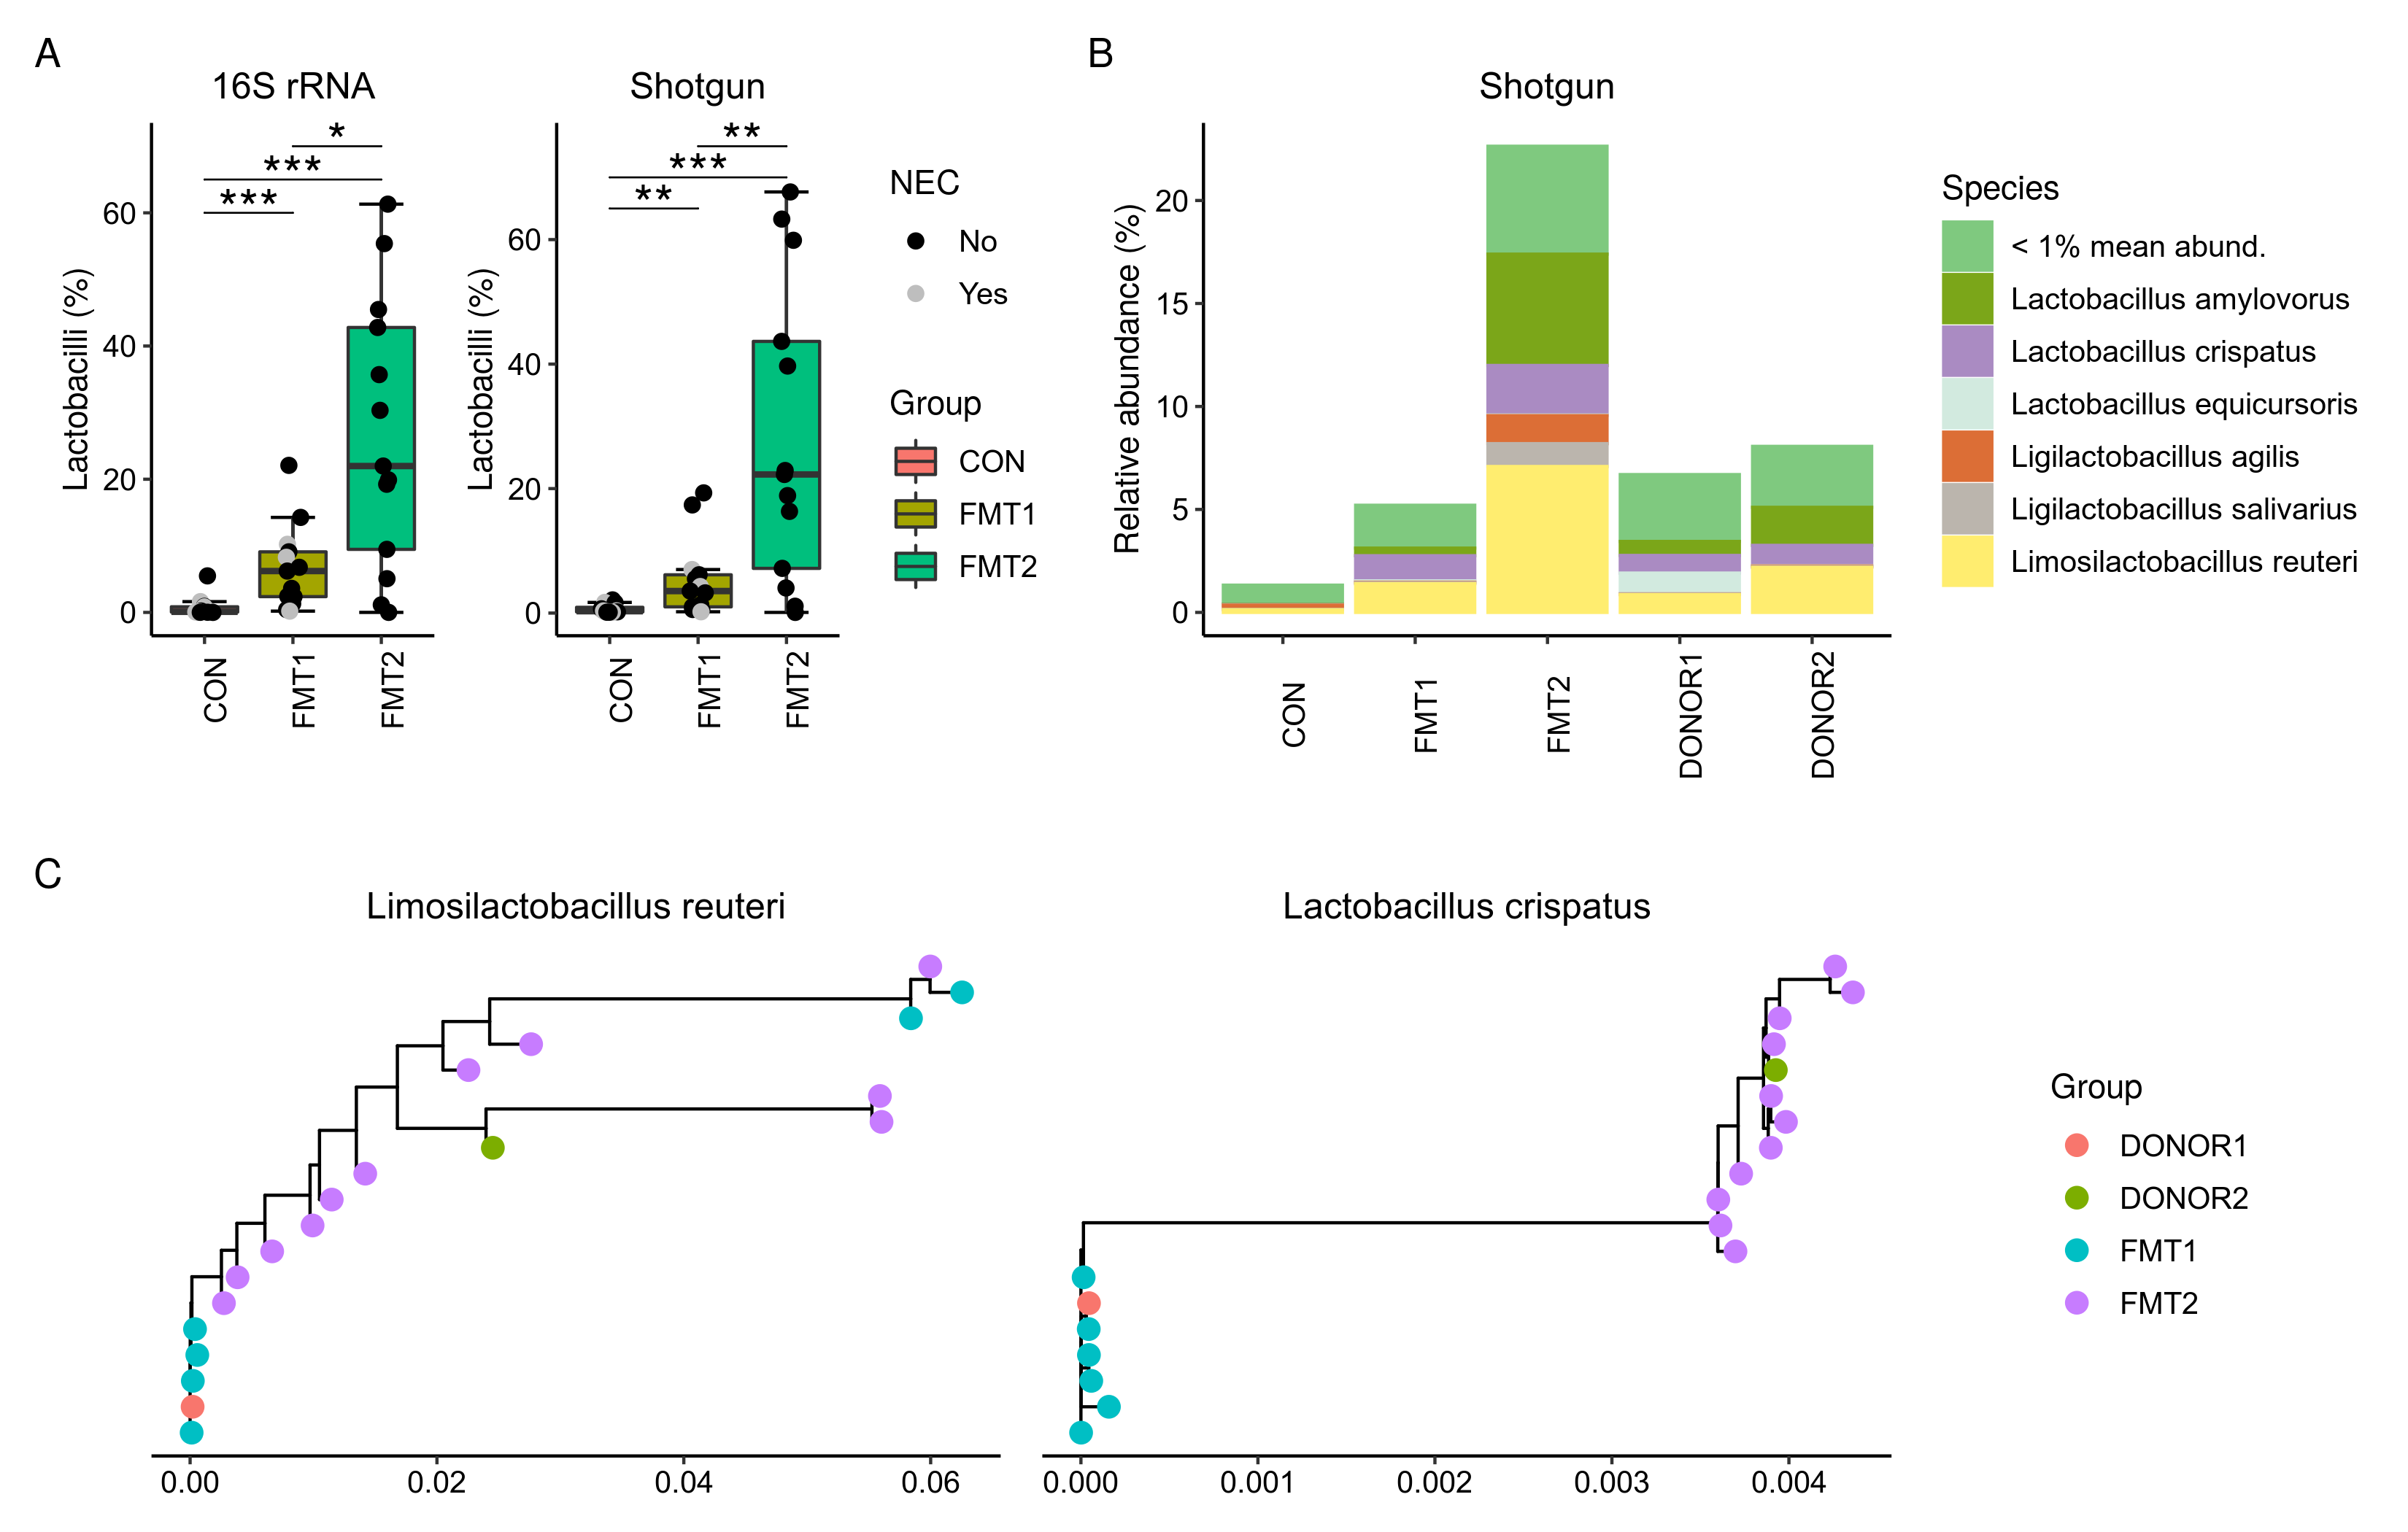 A
16S rRNA
Lactobacilli (%)
60
40
20
0
*
***
***
CON
FMT1
FMT2
Shotgun
Lactobacilli (%)
60
40
20
0
**
***
**
CON
FMT1
FMT2
NEC
No
Yes
Group
CON
FMT1
FMT2
B
Shotgun
Relative abundance (%)
20
15
10
5
0
CON
FMT1
FMT2
DONOR1
DONOR2
Species
< 1% mean abund.
Lactobacillus amylovorus
Lactobacillus crispatus
Lactobacillus equicursoris
Ligilactobacillus agilis
Ligilactobacillus salivarius
Limosilactobacillus reuteri
C
Limosilactobacillus reuteri
0.00 0.02 0.04 0.06
Lactobacillus crispatus
0.000 0.001 0.002 0.003 0.004
Group
DONOR1
DONOR2
FMT1
FMT2